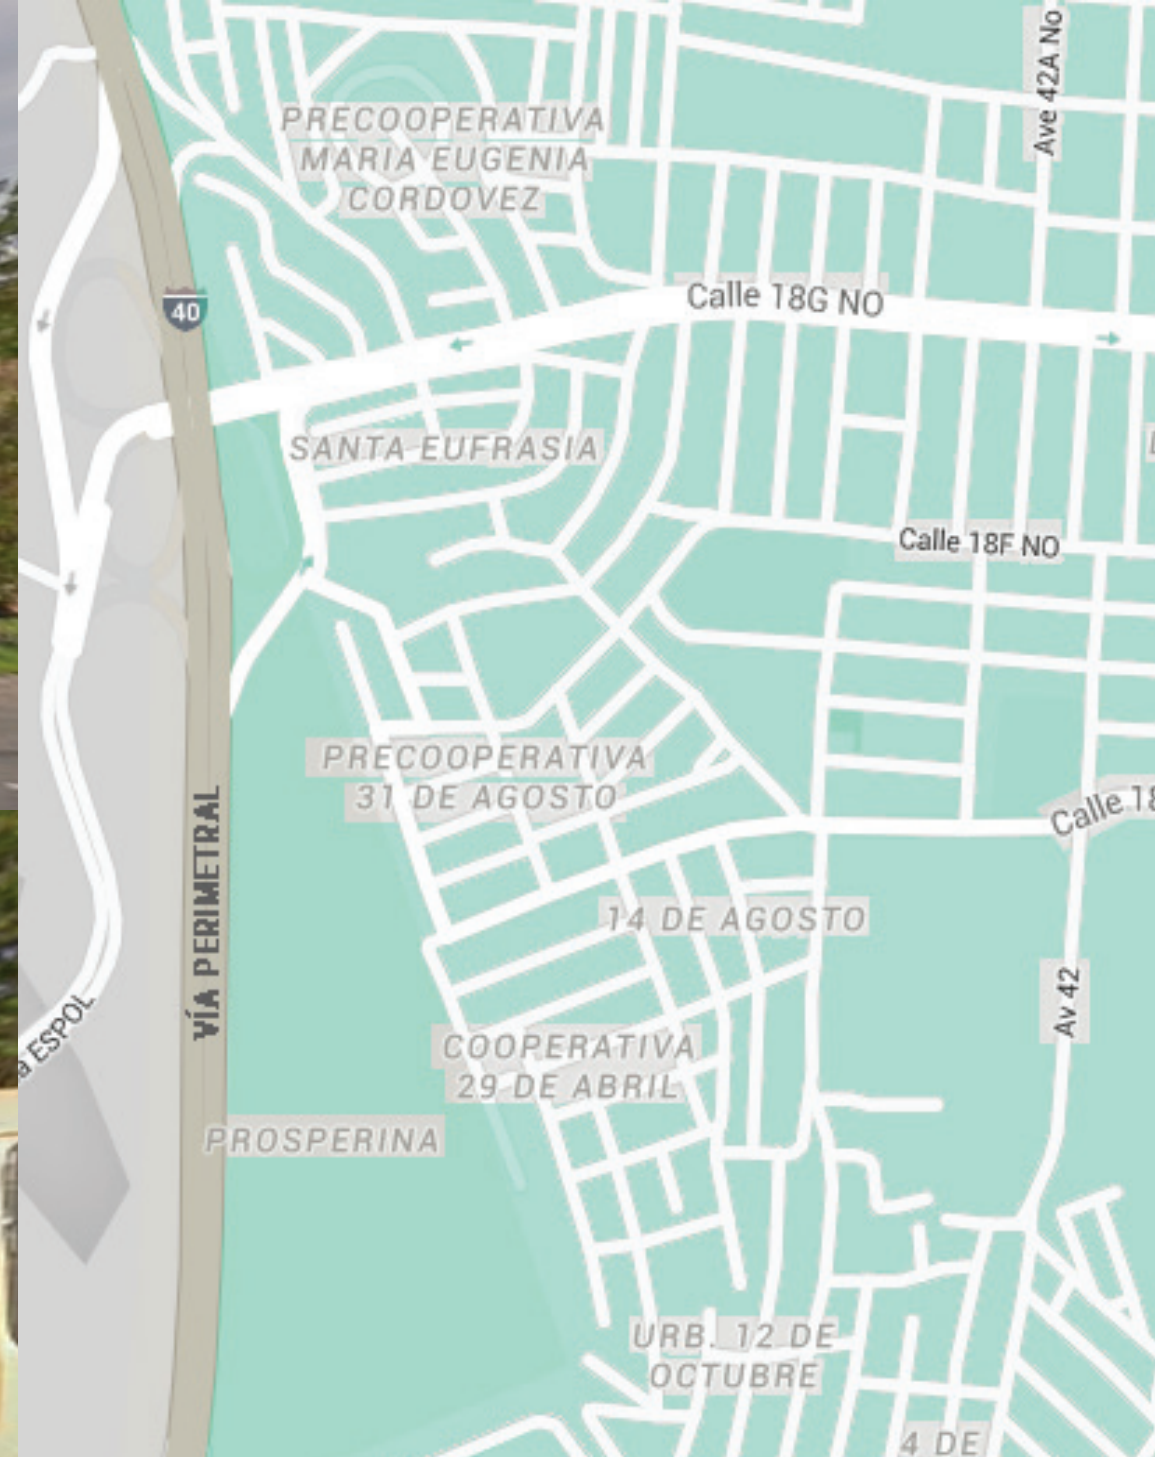 Ave 42A No
PRECOOPERATIVA
MARIA EUGENIA
CORDOVEZ
40
Calle 18G NO
SANTA EUFRASIA
Calle 18F NO
PRECOOPERATIVA
31 DE AGOSTO
Calle 18
VÍA PERIMETRAL
14 DE AGOSTO
Av 42
a ESPOL
COOPERATIVA
29 DE ABRIL
PROSPERINA
URB. 12 DE
OCTUBRE
4 DE